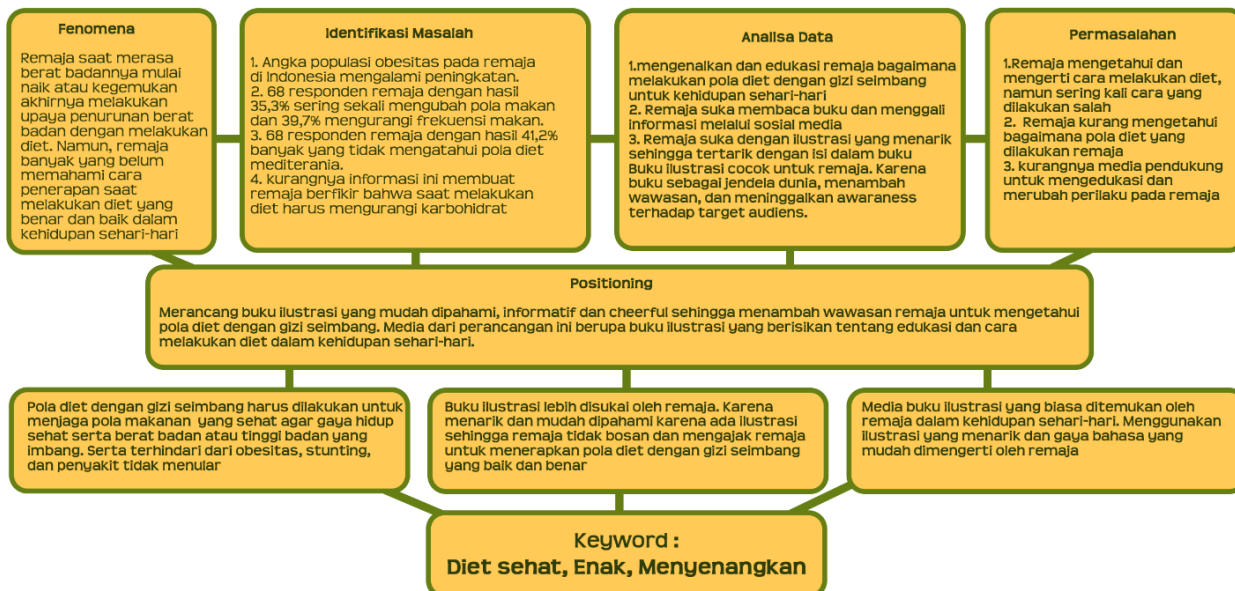 Fenomena
Remaja saat merasa
berat badannya mulai
naik atau kegemukan
akhirnya melakukan
upaya penurunan berat
badan dengan melakukan
diet. Namun, remaja
banyak yang belum
memahami cara
penerapan saat
melakukan diet yang
benar dan baik dalam
kehidupan sehari-hari
Identifikasi Masalah
1. Angka populasi obesitas pada remaja
di Indonesia mengalami peningkatan.
2. 68 responden remaja dengan hasil
35,3% sering sekali mengubah pola makan
dan 39,7% mengurangi frekuensi makan.
3. 68 responden remaja dengan hasil 41,2%
banyak yang tidak mengatahui pola diet
mediterania.
4. kurangnya informasi ini membuat
remaja berfikir bahwa saat melakukan
diet harus mengurangi karbohidrat
Analisa Data
1.mengenalkan dan edukasi remaja bagaimana
melakukan pola diet dengan gizi seimbang
untuk kehidupan sehari-hari
2. Remaja suka membaca buku dan menggali
informasi melalui sosial media
3. Remaja suka dengan ilustrasi yang menarik
sehingga tertarik dengan isi dalam buku
Buku ilustrasi cocok untuk remaja. Karena
buku sebagai jendela dunia, menambah
wawasan, dan meninggalkan awaraness
terhadap target audiens.
Permasalahan
1.Remaja mengetahui dan
mengerti cara melakukan diet,
namun sering kali cara yang
dilakukan salah
2. Remaja kurang mengetahui
bagaimana pola diet yang
dilakukan remaja
3. kurangnya media pendukung
untuk mengedukasi dan
merubah perilaku pada remaja
Positioning
Merancang buku ilustrasi yang mudah dipahami, informatif dan cheerful sehingga menambah wawasan remaja untuk mengetahui
pola diet dengan gizi seimbang. Media dari perancangan ini berupa buku ilustrasi yang berisikan tentang edukasi dan cara
melakukan diet dalam kehidupan sehari-hari.
Pola diet dengan gizi seimbang harus dilakukan untuk
menjaga pola makanan yang sehat agar gaya hidup
sehat serta berat badan atau tinggi badan yang
imbang. Serta terhindari dari obesitas, stunting,
dan penyakit tidak menular
Buku ilustrasi lebih disukai oleh remaja. Karena
menarik dan mudah dipahami karena ada ilustrasi
sehingga remaja tidak bosan dan mengajak remaja
untuk menerapkan pola diet dengan gizi seimbang
yang baik dan benar
Media buku ilustrasi yang biasa ditemukan oleh
remaja dalam kehidupan sehari-hari. Menggunakan
ilustrasi yang menarik dan gaya bahasa yang
mudah dimengerti oleh remaja
Keyword :
Diet sehat, Enak, Menyenangkan